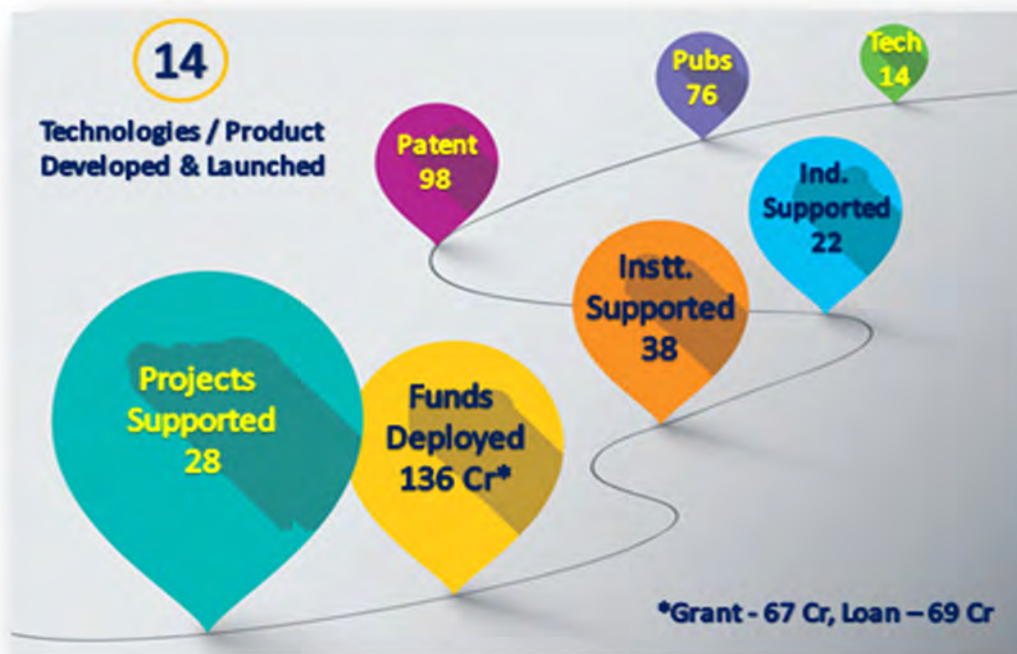 14
Technologies / Product
Developed & Launched
Pubs
76
Tech
14
Patent
98
Ind.
Supported
22
Instt.
Supported
38
Projects
Supported
28
Funds
Deployed
136 Cr*
*Grant - 67 Cr, Loan – 69 Cr